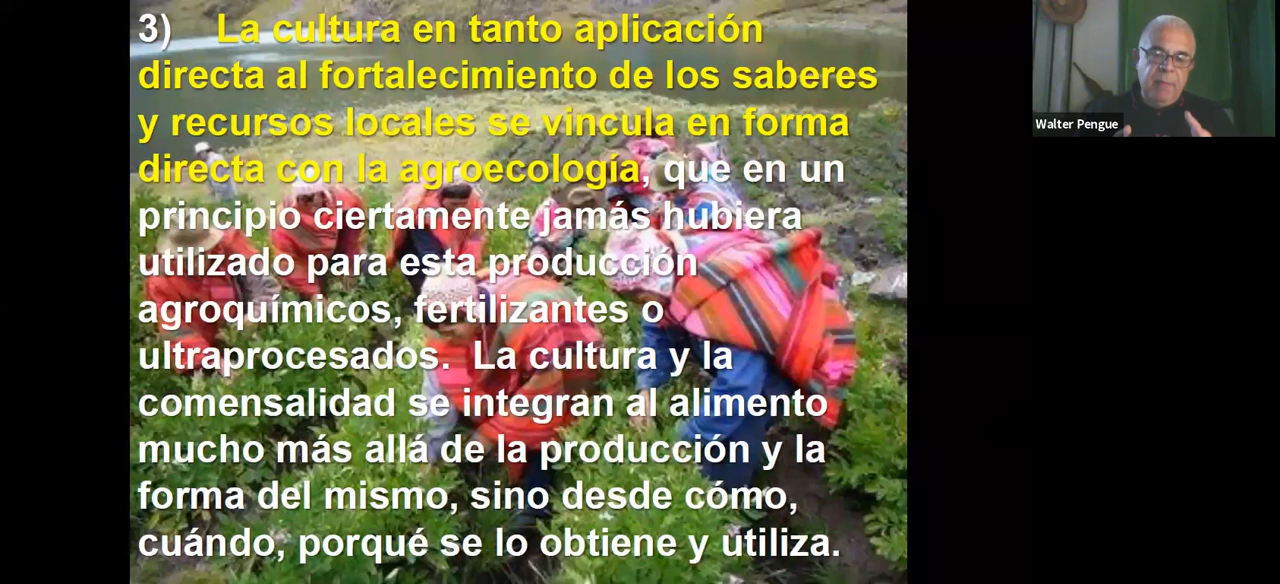 3) La cultura en tanto aplicación
directa al fortalecimiento de los saberes
y recursos locales se vincula en forma
directa con la agroecología, que en un
principio ciertamente jamás hubiera
utilizado para esta producción
agroquímicos, fertilizantes o
ultraprocesados. La cultura y la
comensalidad se integran al alimento
mucho más allá de la producción y la
forma del mismo, sino desde cómo,
cuándo, porqué se lo obtiene y utiliza.
Walter Pengue